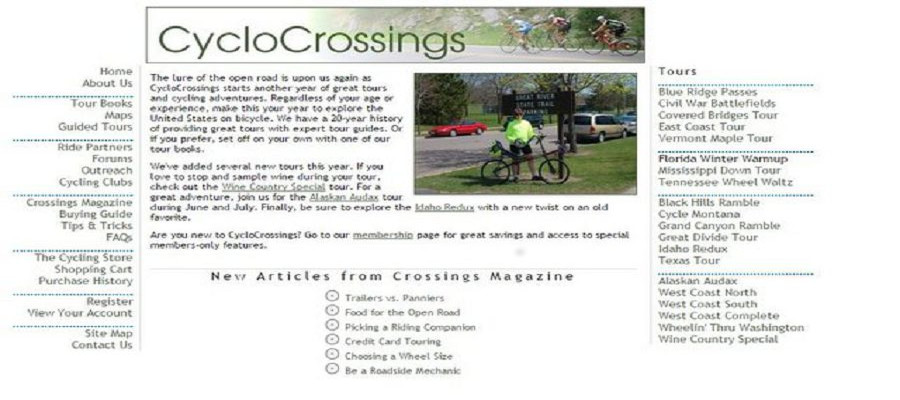 CycloCrossings
Home
About Us
Tour Books
Maps
Guided Tours
Ride Partners
Forums
Outreach
Cycling Clubs
Crossings Magazine
Buying Guide
Tips & Tricks
FAQs
The Cycling Store
Shopping Cart
Purchase History
Register
View Your Account
Site Map
Contact Us
The lure of the open road is upon us again as
CycloCrossings starts another year of great tours
and cycling adventures. Regardless of your age or
experience, make this your year to explore the
United States on bicycle. We have a 20-year history
of providing great tours with expert tour guides. Or
if you prefer, set off on your own with one of our
tour books.
We've added several new tours this year. If you
love to stop and sample wine during your tour,
check out the Wine Country Special tour. For a
great adventure, join us for the Alaskan Audax tour
during June and July. Finally, be sure to explore the Idaho Redux with a new twist on an old
favorite.
Are you new to CycloCrossings? Go to our membership page for great savings and access to special
members-only features.
GREAT RIVER
STATE TRAIL
PARKING
New Articles from Crossings Magazine
Trailers vs. Panniers
Food for the Open Road
Picking a Riding Companion
Credit Card Touring
Choosing a Wheel Size
Be a Roadside Mechanic
Tours
Blue Ridge Passes
Civil War Battlefields
Covered Bridges Tour
East Coast Tour
Vermont Maple Tour
Florida Winter Warmup
Mississippi Down Tour
Tennessee Wheel Waltz
Black Hills Ramble
Cycle Montana
Grand Canyon Ramble
Great Divide Tour
Idaho Redux
Texas Tour
Alaskan Audax
West Coast North
West Coast South
West Coast Complete
Wheelin' Thru Washington
Wine Country Special